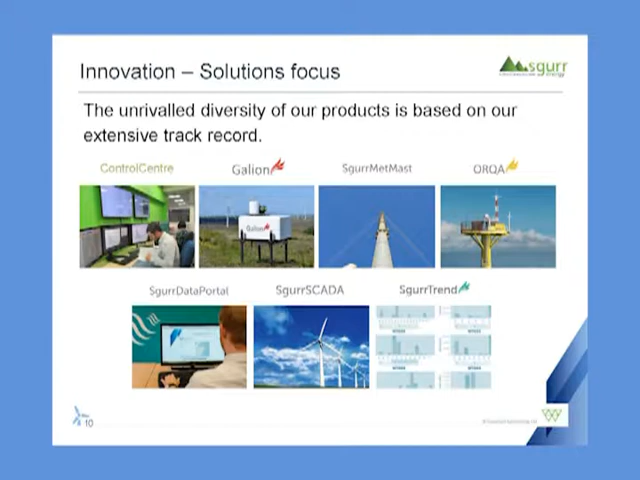 Innovation – Solutions focus
sgurr
energy
The unrivalled diversity of our products is based on our
extensive track record.
ControlCentre
Galion
SgurrMetMast
ORQA
Galion
SgurrDataPortal
SgurrSCADA
SgurrTrend
10